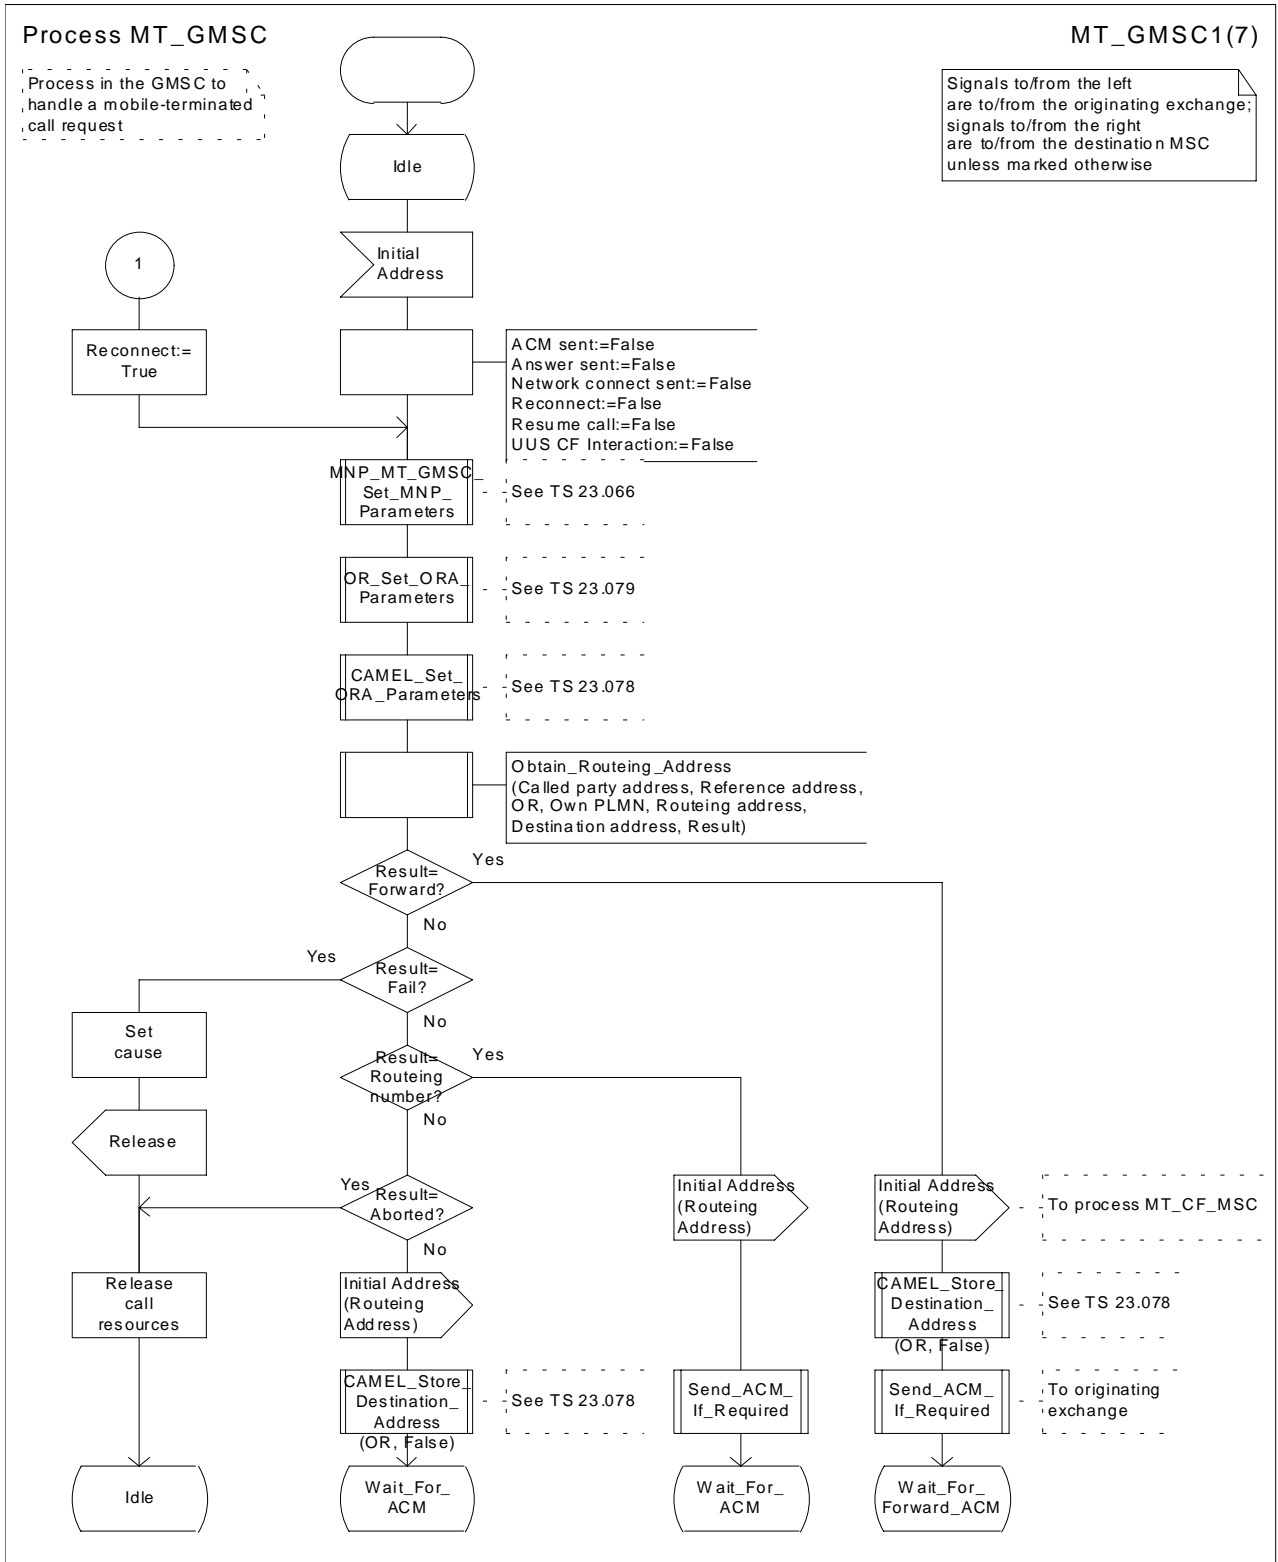 Process MT_GMSC
MT_GMSC1(7)
Process in the GMSC to
handle a mobile-terminated
call request
Signals to/from the left
are to/from the originating exchange;
signals to/from the right
are to/from the destination MSC
unless marked otherwise
Idle
Initial
Address
1
Reconnect:=
True
ACM sent:=False
Answer sent:=False
Network connect sent:=False
Reconnect:=False
Resume call:=False
UUS CF Interaction:=False
MNP_MT_GMSC_
Set_MNP_
Parameters
See TS 23.066
OR_Set_ORA_
Parameters
See TS 23.079
CAMEL_Set_
ORA_Parameters
See TS 23.078
Obtain_Routeing_Address
(Called party address, Reference address,
OR, Own PLMN, Routeing address,
Destination address, Result)
Result=
Forward?
Yes
No
Result=
Fail?
Yes
No
Set
cause
Result=
Routeing
number?
Yes
No
Release
Result=
Aborted?
Yes
No
Initial Address
(Routeing
Address)
Initial Address
(Routeing
Address)
To process MT_CF_MSC
Release
call
resources
Initial Address
(Routeing
Address)
CAMEL_Store_
Destination_
Address
(OR, False)
See TS 23.078
CAMEL_Store_
Destination_
Address
(OR, False)
See TS 23.078
Send_ACM_
If_Required
Send_ACM_
If_Required
To originating
exchange
Idle
Wait_For_
ACM
Wait_For_
ACM
Wait_For_
Forward_ACM